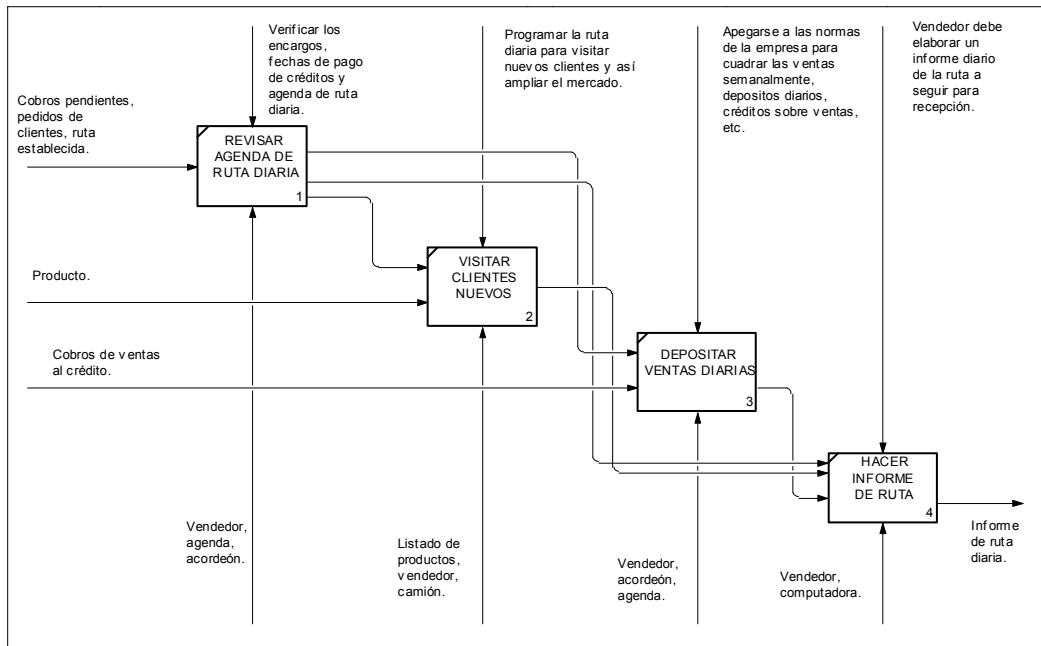 Verificar los
encargos,
fechas de pago
de créditos y
agenda de ruta
diaria.
Programar la ruta
diaria para visitar
nuevos clientes y así
ampliar el mercado.
Apegarse a las normas
de la empresa para
cuadrar las ventas
semanalmente,
depositos diarios,
créditos sobre ventas,
etc.
Vendedor debe
elaborar un
informe diario
de la ruta a
seguir para
recepción.
Cobros pendientes,
pedidos de
clientes, ruta
establecida.
REVISAR
AGENDA DE
RUTA DIARIA
1
Producto.
VISITAR
CLIENTES
NUEVOS
2
Cobros de ventas
al crédito.
DEPOSITAR
VENTAS DIARIAS
3
HACER
INFORME
DE RUTA
4
Informe
de ruta
diaria.
Vendedor,
agenda,
acordeón.
Listado de
productos,
vendedor,
camión.
Vendedor,
acordeón,
agenda.
Vendedor,
computadora.